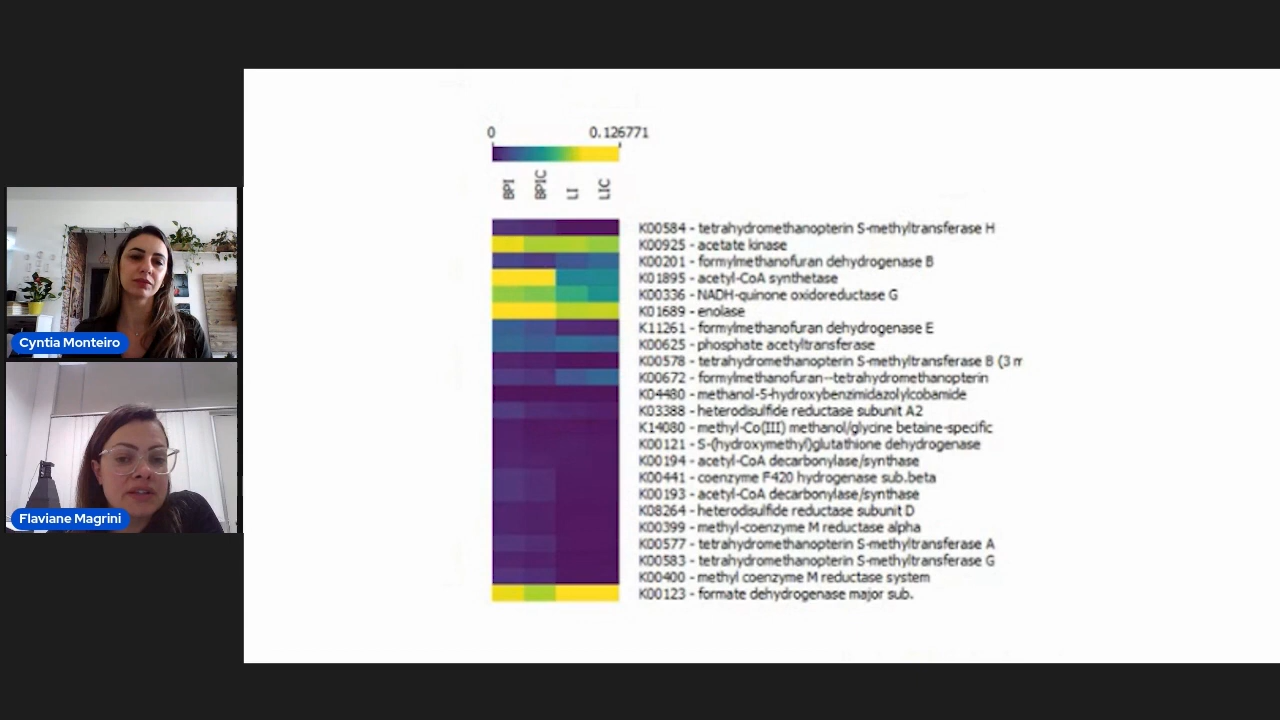 0 0.126771
BPI BPIC LI LIC
K00584 - tetrahydromethanopterin S-methyltransferase H
K00925 - acetate kinase
K00201 - formylmethanofuran dehydrogenase B
K01895 - acetyl-CoA synthetase
K00336 - NADH-quinone oxidoreductase G
K01689 - enolase
K11261 - formylmethanofuran dehydrogenase E
K00625 - phosphate acetyltransferase
K00578 - tetrahydromethanopterin S-methyltransferase B (3 m
K00672 - formylmethanofuran--tetrahydromethanopterin
K04480 - methanol-5-hydroxybenzimidazolylcobamide
K03388 - heterodisulfide reductase subunit A2
K14080 - methyl-Co(III) methanol/glycine betaine-specific
K00121 - S-(hydroxymethyl)glutathione dehydrogenase
K00194 - acetyl-CoA decarbonylase/synthase
K00441 - coenzyme F420 hydrogenase sub.beta
K00193 - acetyl-CoA decarbonylase/synthase
K08264 - heterodisulfide reductase subunit D
K00399 - methyl-coenzyme M reductase alpha
K00577 - tetrahydromethanopterin S-methyltransferase A
K00583 - tetrahydromethanopterin S-methyltransferase G
K00400 - methyl coenzyme M reductase system
K00123 - formate dehydrogenase major sub.
Cyntia Monteiro
Flaviane Magrini